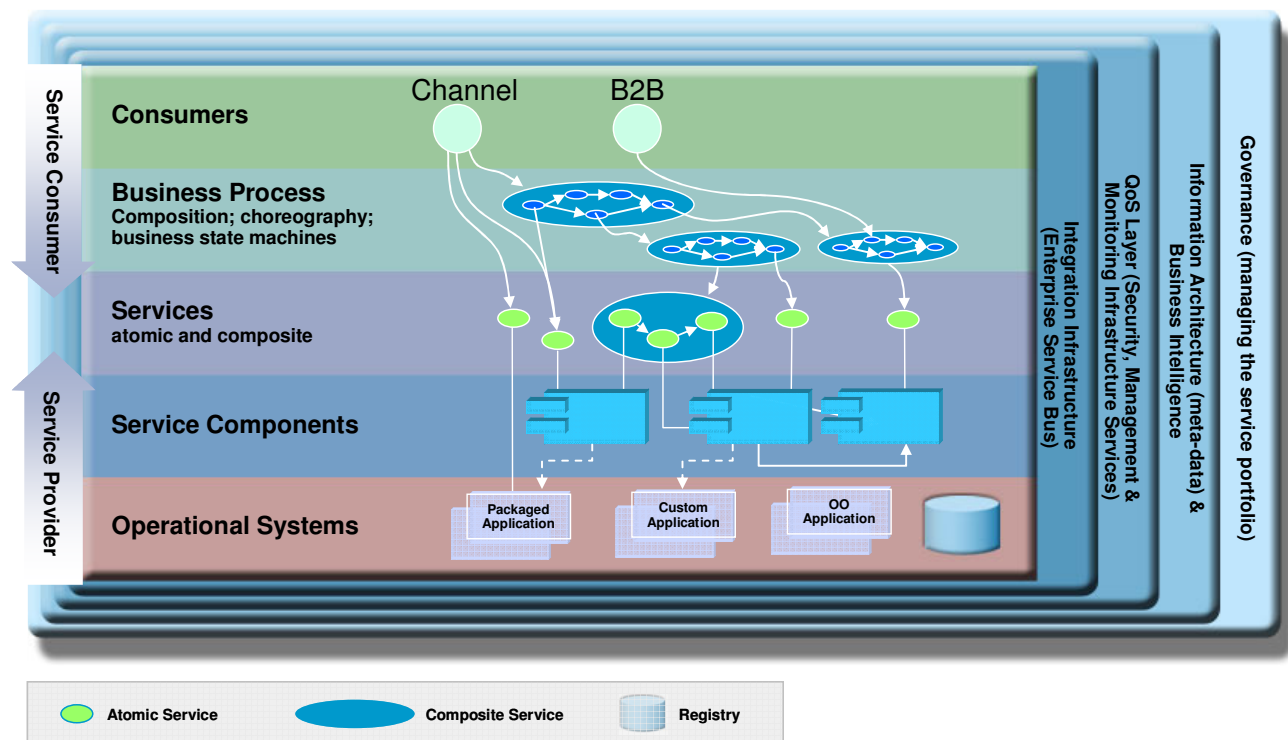 Channel
B2B
Consumers
Business Process
Composition; choreography;
business state machines
Services
atomic and composite
Service Components
Operational Systems
Packaged
Application
Custom
Application
OO
Application
Service Consumer
Service Provider
Integration Infrastructure
(Enterprise Service Bus)
QoS Layer (Security, Management &
Monitoring Infrastructure Services)
Information Architecture (meta-data) &
Business Intelligence
Governance (managing the service portfolio)
Atomic Service
Composite Service
Registry